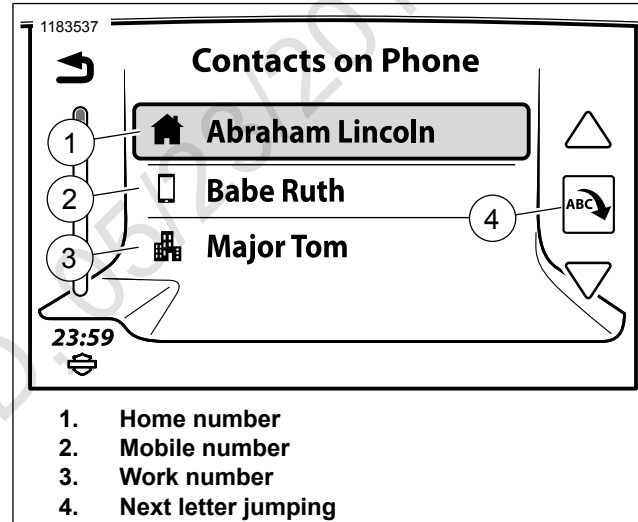 1183537
Contacts on Phone
1 Abraham Lincoln
2 Babe Ruth
ABC
4
3 Major Tom
23:59
1. Home number
2. Mobile number
3. Work number
4. Next letter jumping